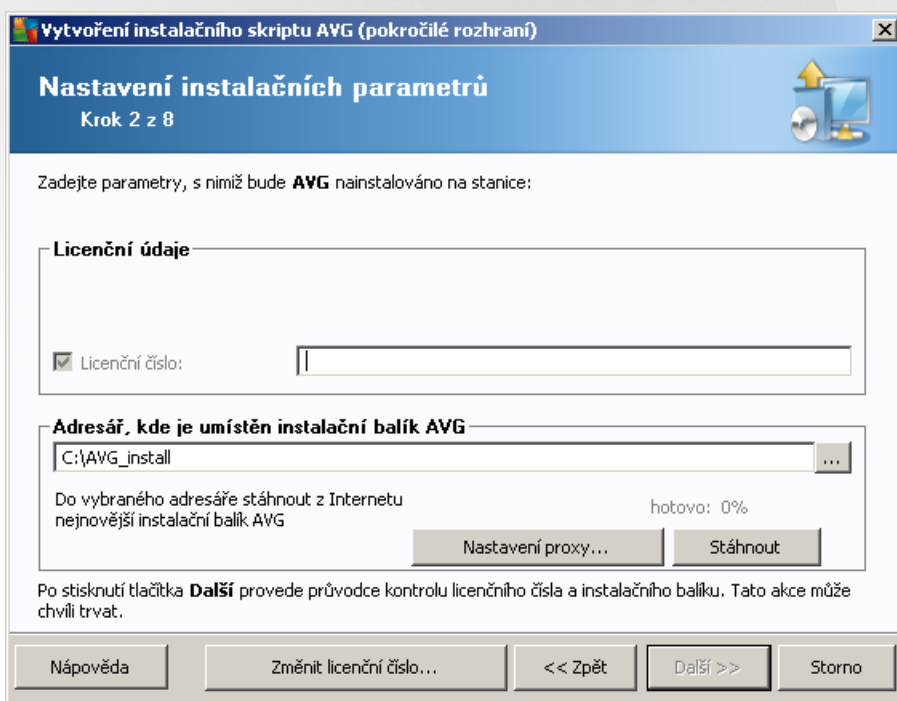 Vytvoření instalačního skriptu AVG (pokročilé rozhraní)
Nastavení instalačních parametrů
Krok 2 z 8
Zadejte parametry, s nimiž bude AVG nainstalováno na stanice:
Licenční údaje
Licenční číslo:
Adresář, kde je umístěn instalační balík AVG
C:\AVG_install
...
Do vybraného adresáře stáhnout z Internetu
nejnovější instalační balík AVG
hotovo: 0%
Nastavení proxy...
Stáhnout
Po stisknutí tlačítka Další provede průvodce kontrolu licenčního čísla a instalačního balíku. Tato akce může
chvíli trvat.
Nápověda
Změnit licenční číslo...
<< Zpět
Další >>
Storno